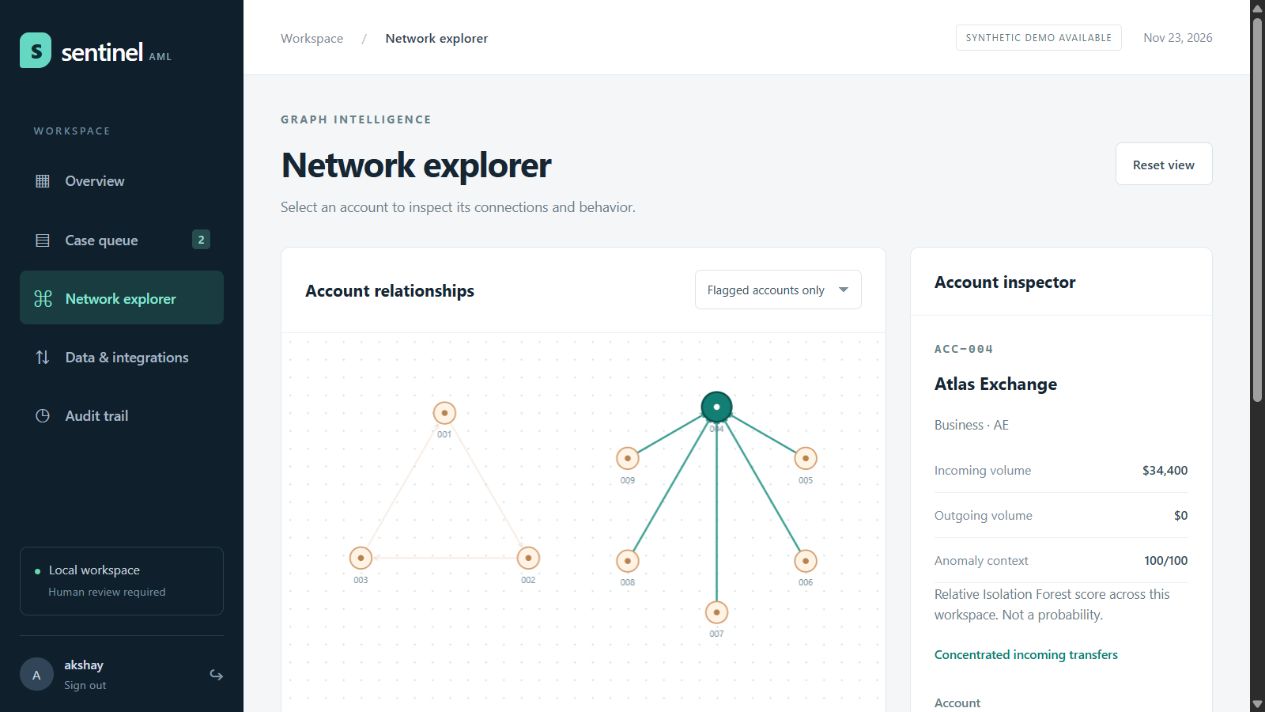 S sentinel AML
WORKSPACE
Overview
Case queue 2
Network explorer
Data & integrations
Audit trail
Local workspace
Human review required
A akshay
Sign out
Workspace / Network explorer
SYNTHETIC DEMO AVAILABLE Nov 23, 2026
GRAPH INTELLIGENCE
Network explorer
Reset view
Select an account to inspect its connections and behavior.
Account relationships
Flagged accounts only
001
004
009
005
003
002
008
006
007
Account inspector
ACC-004
Atlas Exchange
Business · AE
Incoming volume $34,400
Outgoing volume $0
Anomaly context 100/100
Relative Isolation Forest score across this
workspace. Not a probability.
Concentrated incoming transfers
Account